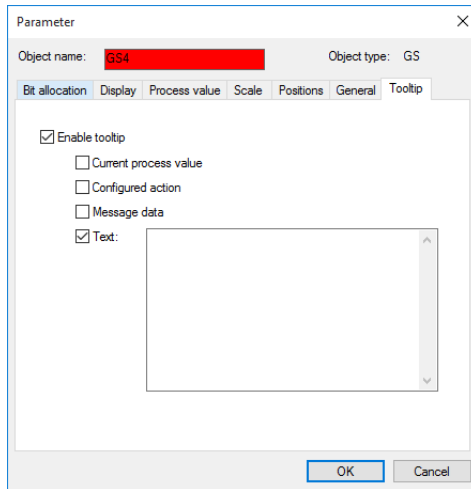 Parameter
Object name: GS4 Object type: GS
Bit allocation Display Process value Scale Positions General Tooltip
Enable tooltip
Current process value
Configured action
Message data
Text:
OK Cancel